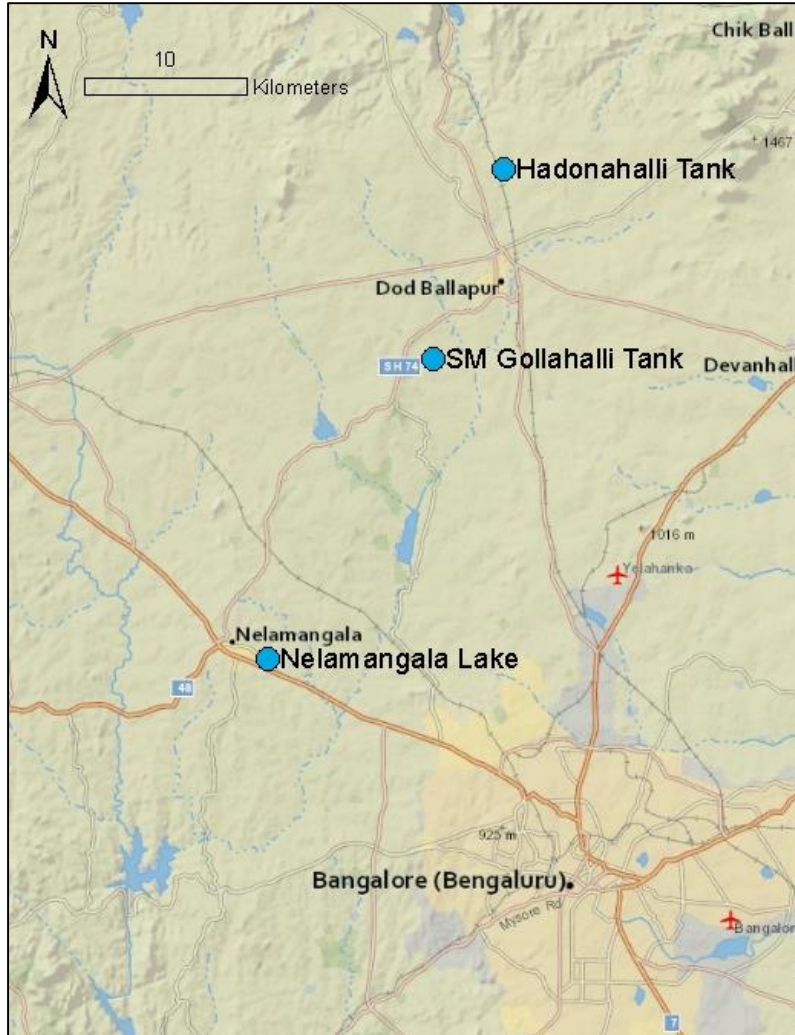 Chik Ball
N
10
Kilometers
1467
Hadonahalli Tank
Dod Ballapur
SM Gollahalli Tank
SH 74
Devanhall
1016 m
Yelahanka
Nelamangala
Nelamangala Lake
48
925 m
Bangalore (Bengaluru)
Mysore Rd
Bangalor
7